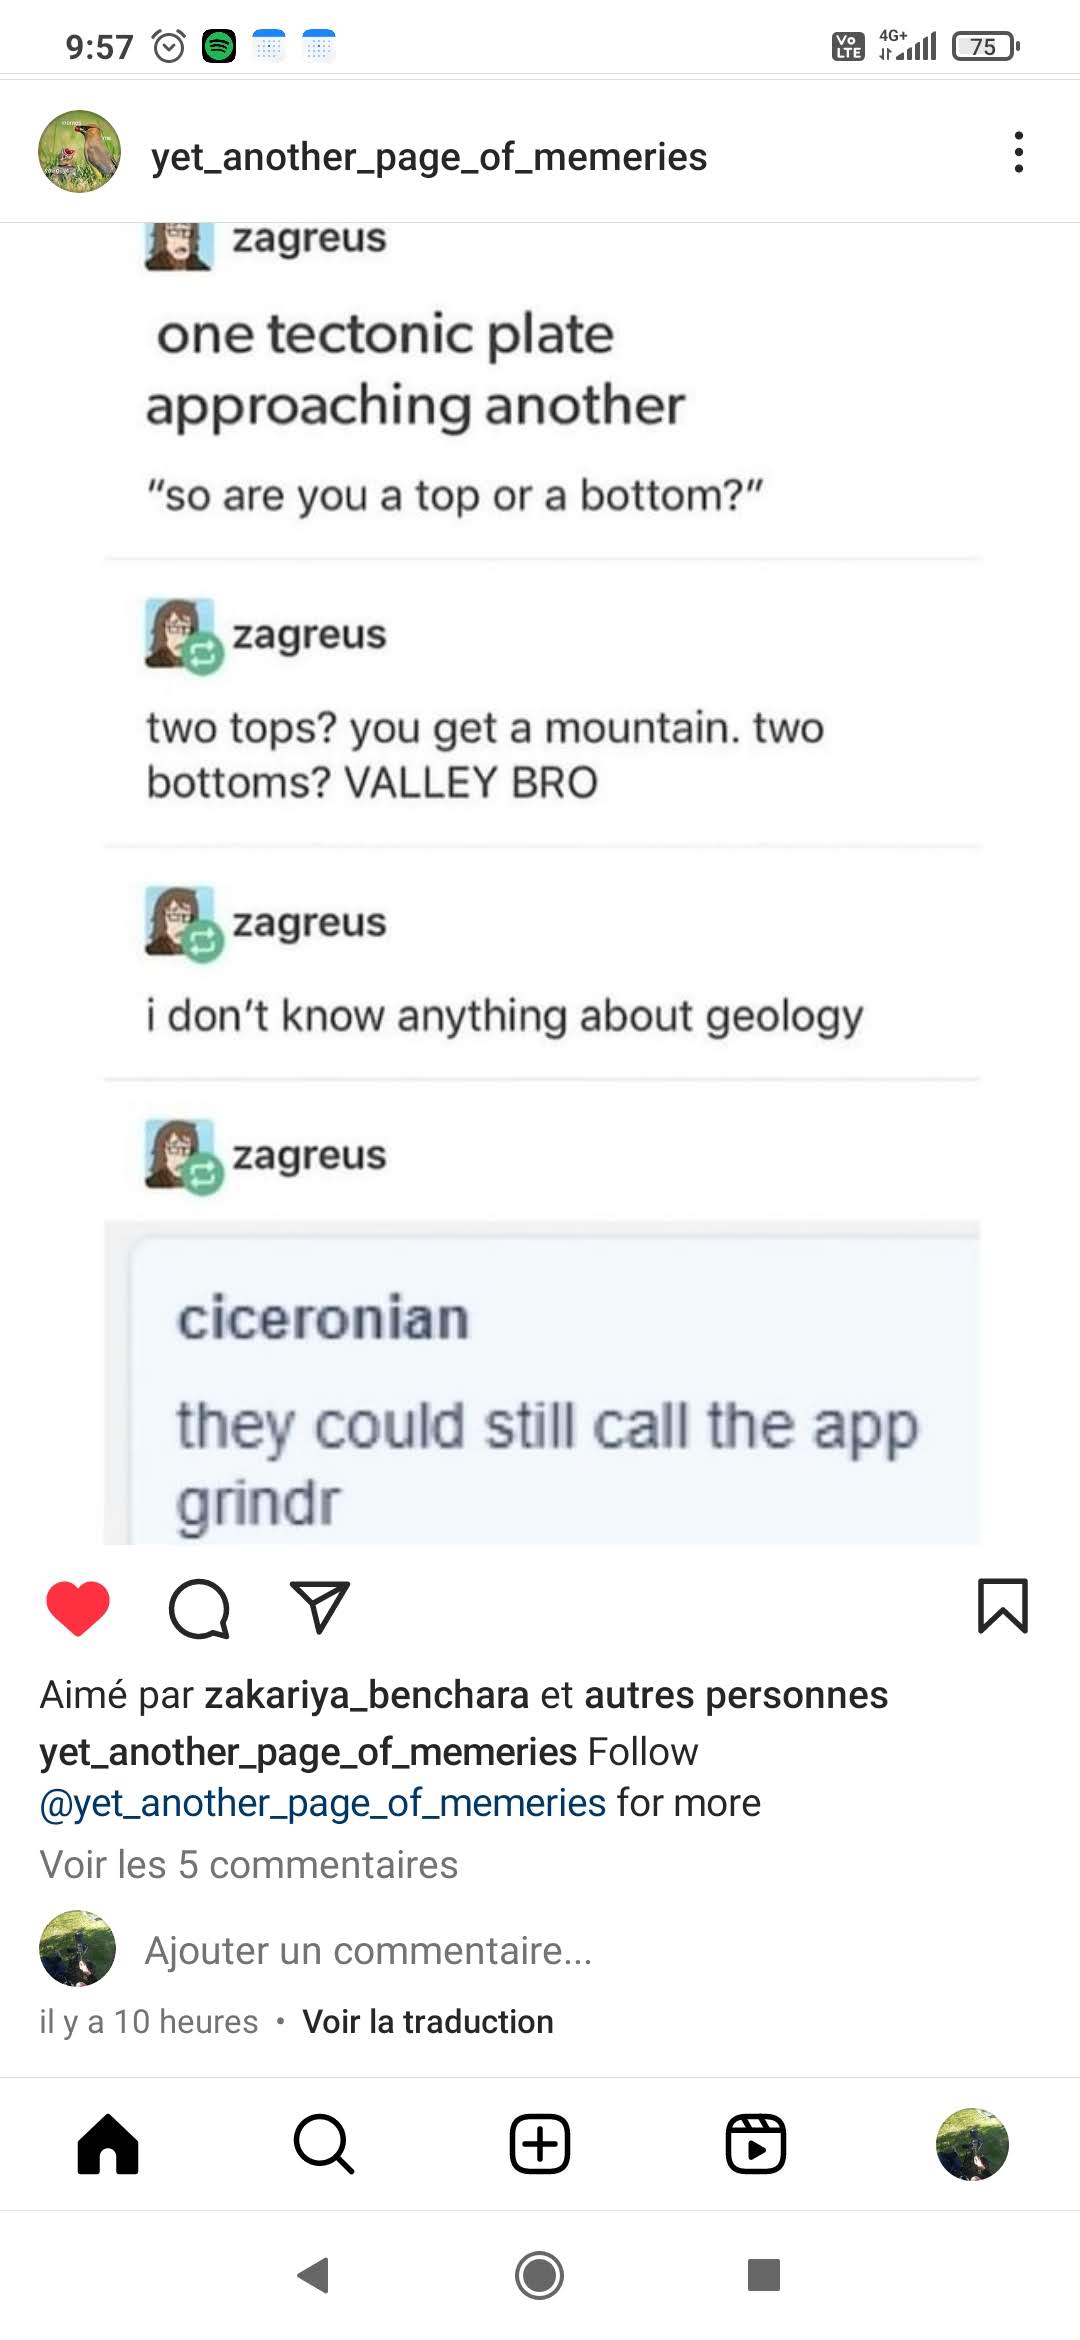 9:57
Vo LTE 4G+ 75
yet_another_page_of_memeries
zagreus
one tectonic plate
approaching another
“so are you a top or a bottom?”
zagreus
two tops? you get a mountain. two
bottoms? VALLEY BRO
zagreus
i don’t know anything about geology
zagreus
ciceronian
they could still call the app
grindr
Aimé par zakariya_benchara et autres personnes
yet_another_page_of_memeries Follow
@yet_another_page_of_memeries for more
Voir les 5 commentaires
Ajouter un commentaire...
il y a 10 heures • Voir la traduction